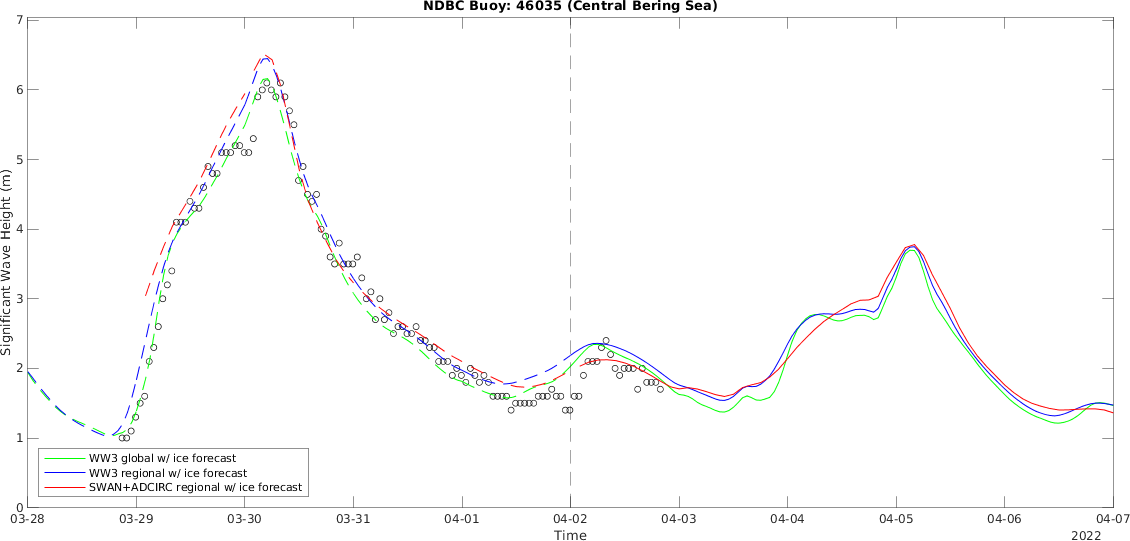 NDBC Buoy: 46035 (Central Bering Sea)
7
6
5
4
3
2
1
0
Significant Wave Height (m)
WW3 global w/ ice forecast
WW3 regional w/ ice forecast
SWAN+ADCIRC regional w/ ice forecast
03-28 03-29 03-30 03-31 04-01 04-02 04-03 04-04 04-05 04-06 04-07
Time
2022